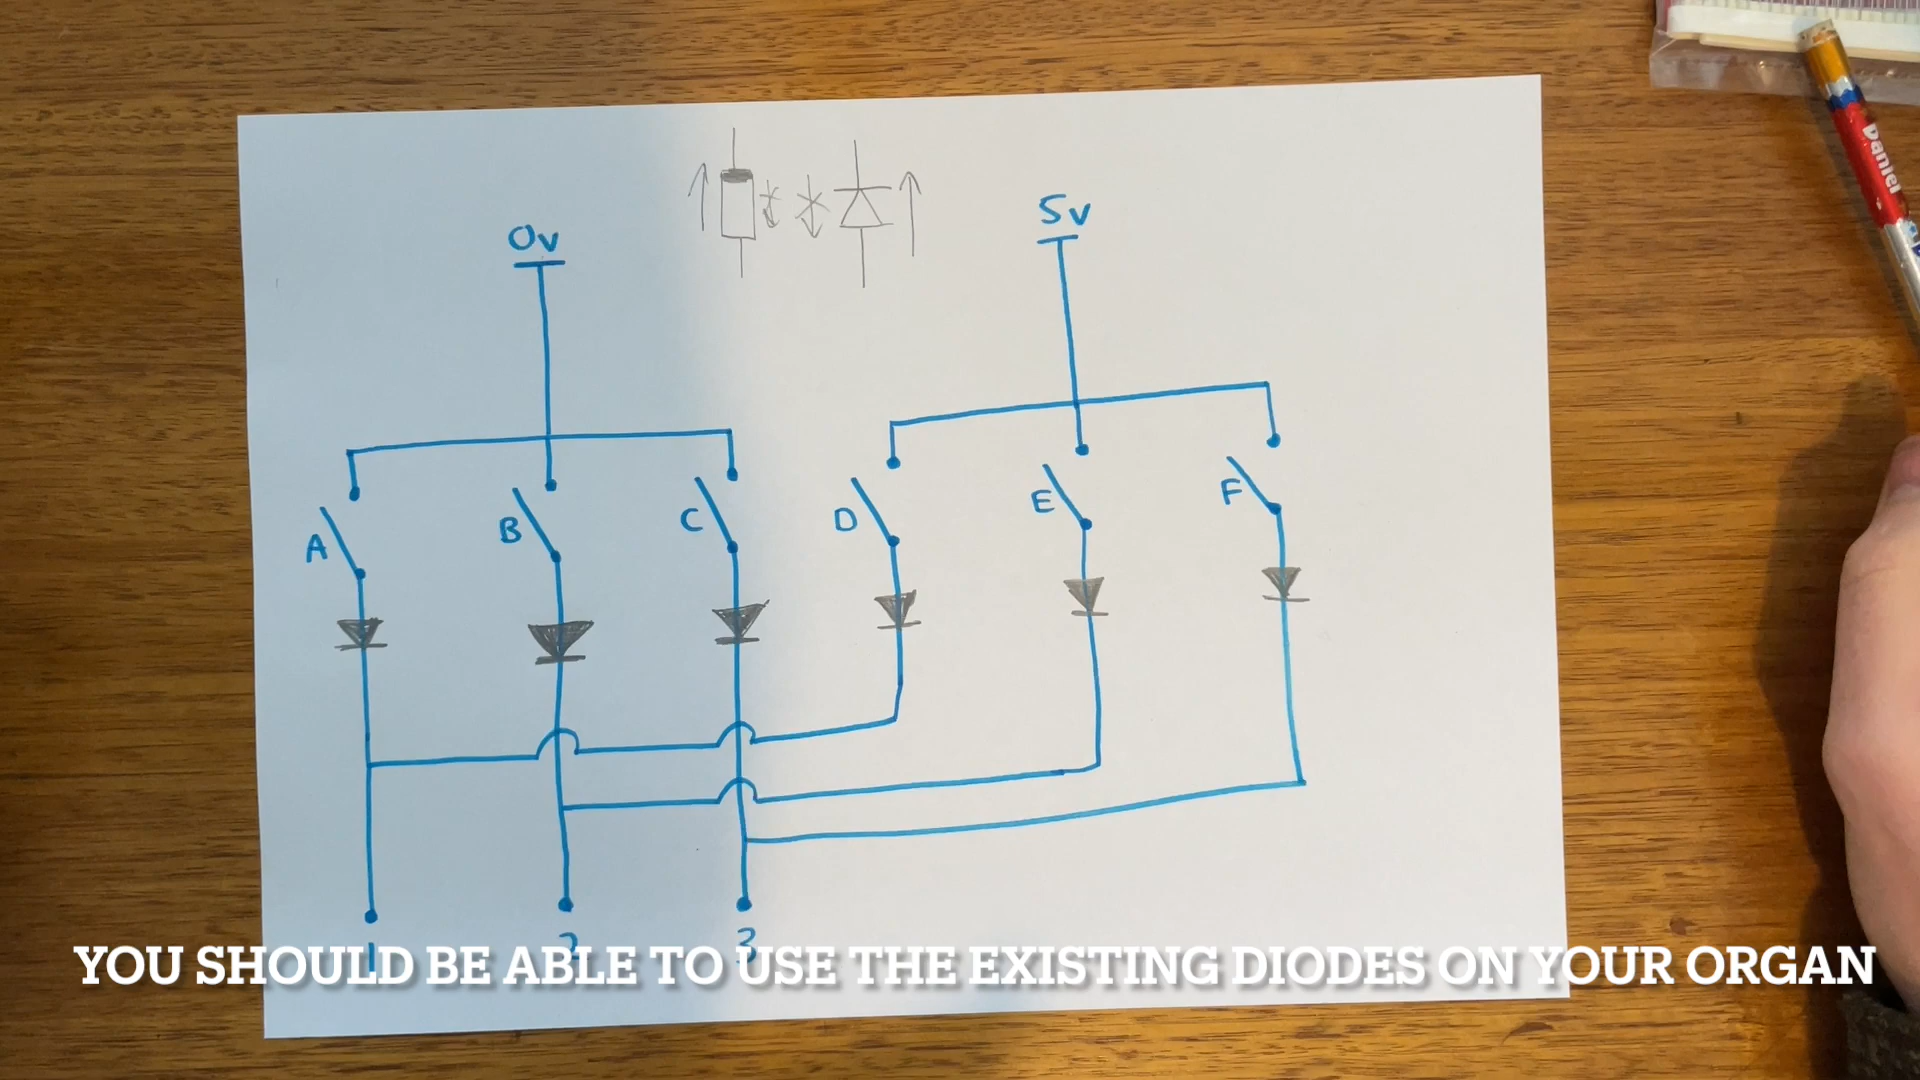 0v
5v
A
B
C
D
E
F
1
2
3
YOU SHOULD BE ABLE TO USE THE EXISTING DIODES ON YOUR ORGAN
Daniel